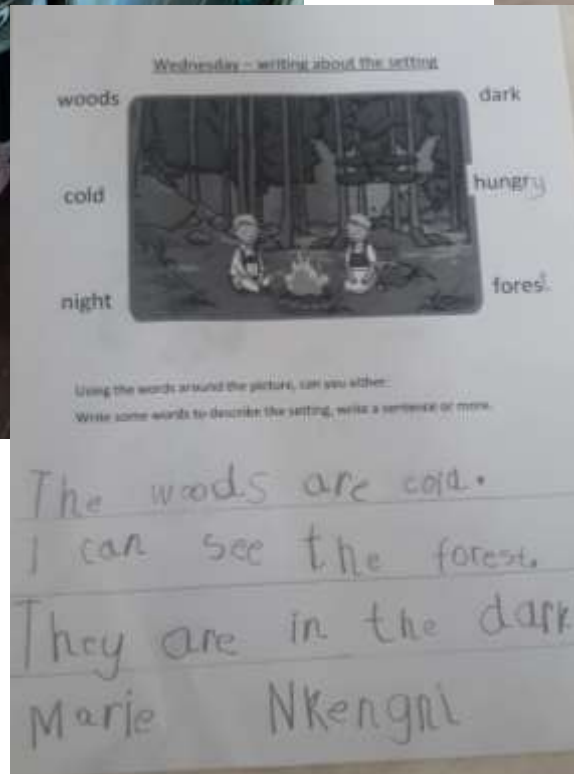 Wednesday – writing about the setting
woods
dark
cold
hungry
night
forest
Using the words around the picture, can you either:
Write some words to describe the setting, write a sentence or more.
The woods are cold.
I can see the forest.
They are in the dark
Marie Nkengni